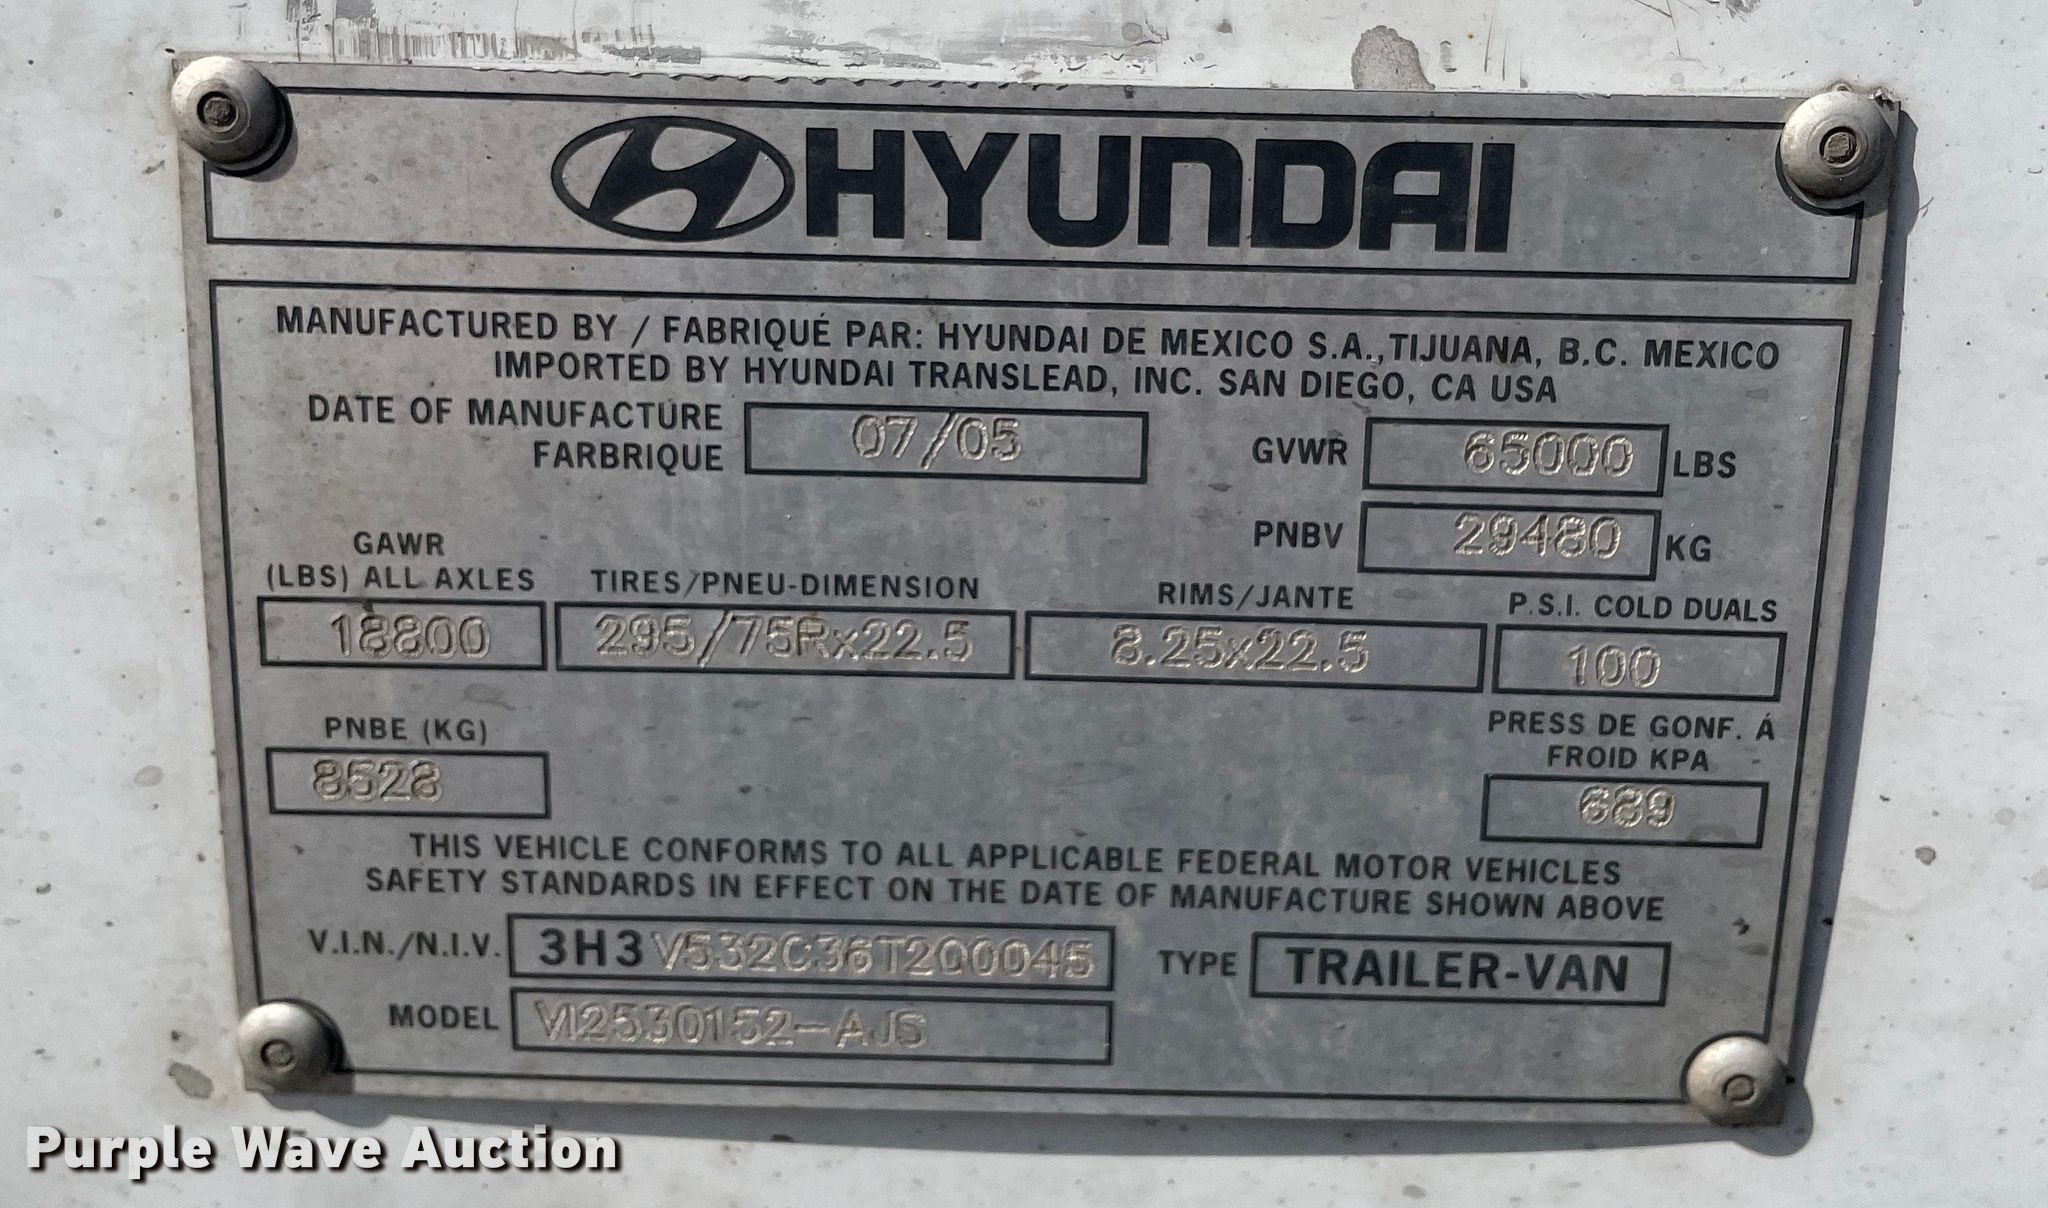 HYUNDAI
MANUFACTURED BY / FABRIQUÉ PAR: HYUNDAI DE MEXICO S.A., TIJUANA, B.C. MEXICO
IMPORTED BY HYUNDAI TRANSLEAD, INC. SAN DIEGO, CA USA
DATE OF MANUFACTURE
FARBRIQUE
07/05
GVWR 65000 LBS
PNBV 29480 KG
GAWR
(LBS) ALL AXLES
18800
TIRES/PNEU-DIMENSION
295/75Rx22.5
RIMS/JANTE
8.25x22.5
P.S.I. COLD DUALS
100
PNBE (KG)
8528
PRESS DE GONF. Á
FROID KPA
689
THIS VEHICLE CONFORMS TO ALL APPLICABLE FEDERAL MOTOR VEHICLES
SAFETY STANDARDS IN EFFECT ON THE DATE OF MANUFACTURE SHOWN ABOVE
V.I.N./N.I.V. 3H3V532C36T200045
TYPE TRAILER-VAN
MODEL VI2530152-AJS
Purple Wave Auction